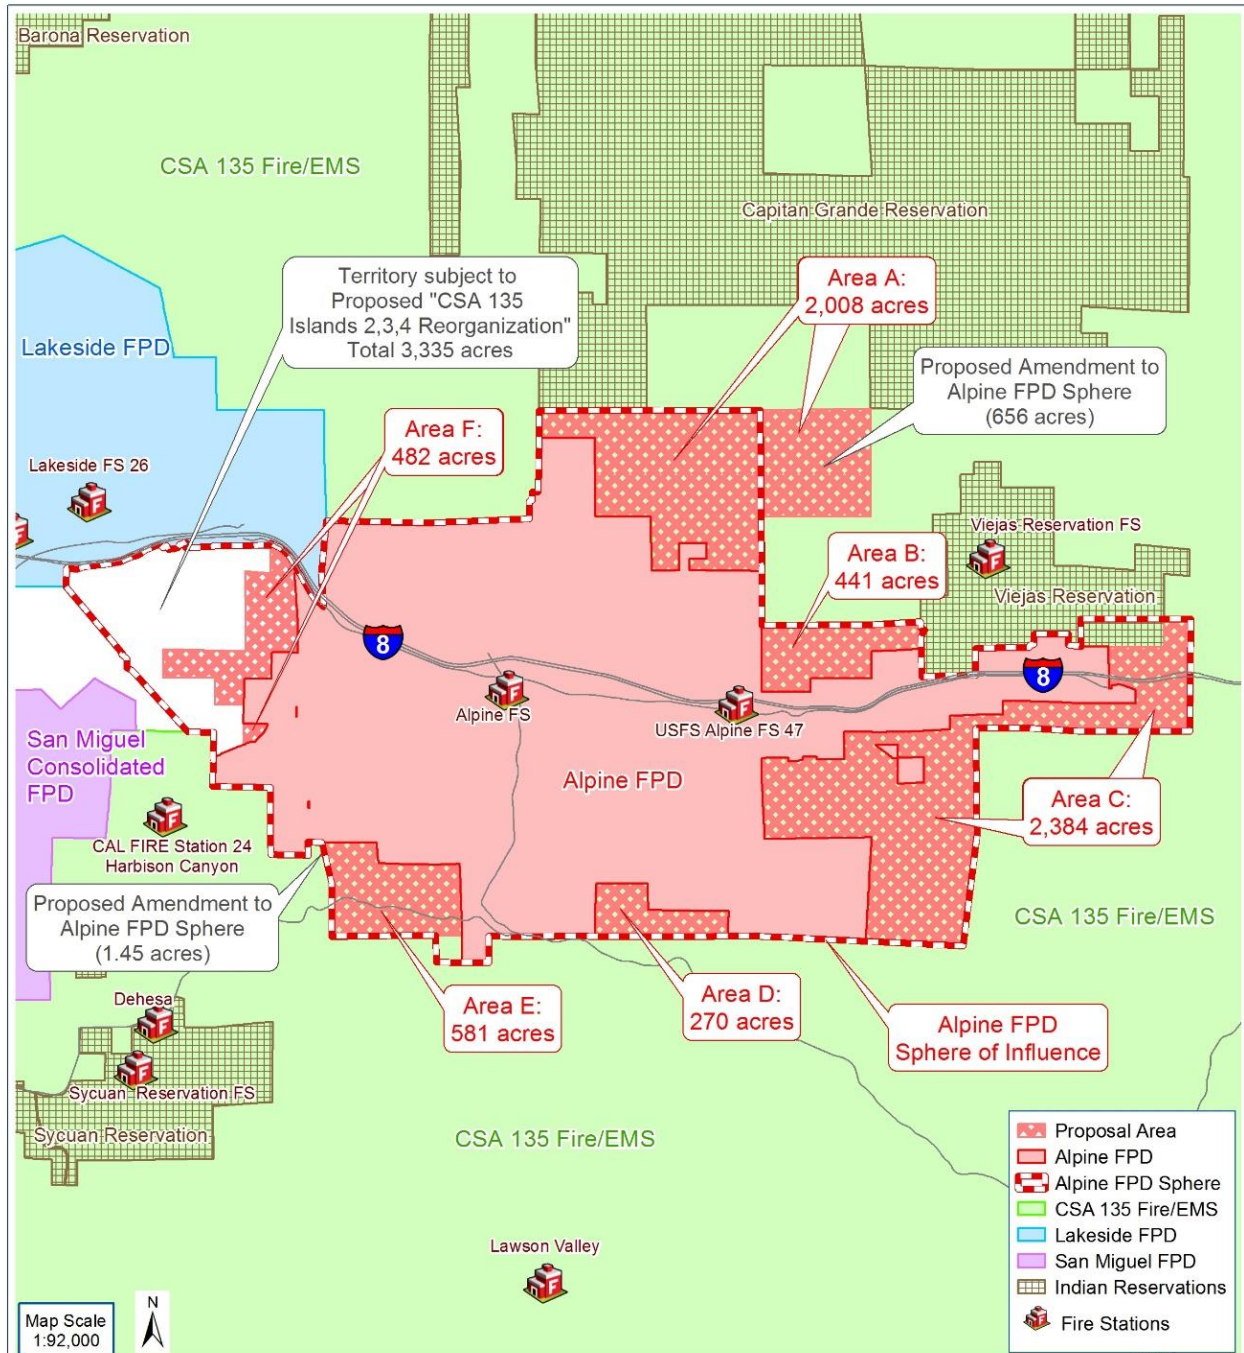 Barona Reservation
CSA 135 Fire/EMS
Capitan Grande Reservation
Territory subject to
Proposed "CSA 135
Islands 2,3,4 Reorganization"
Total 3,335 acres
Area A:
2,008 acres
Lakeside FPD
Proposed Amendment to
Alpine FPD Sphere
(656 acres)
Area F:
482 acres
Lakeside FS 26
Viejas Reservation FS
Area B:
441 acres
Viejas Reservation
8
8
Alpine FS
USFS Alpine FS 47
San Miguel
Consolidated
FPD
Alpine FPD
Area C:
2,384 acres
CAL FIRE Station 24
Harbison Canyon
Proposed Amendment to
Alpine FPD Sphere
(1.45 acres)
CSA 135 Fire/EMS
Dehesa
Area E:
581 acres
Area D:
270 acres
Alpine FPD
Sphere of Influence
Sycuan Reservation FS
Sycuan Reservation
CSA 135 Fire/EMS
Lawson Valley
Proposal Area
Alpine FPD
Alpine FPD Sphere
CSA 135 Fire/EMS
Lakeside FPD
San Miguel FPD
Indian Reservations
Fire Stations
Map Scale
1:92,000
N